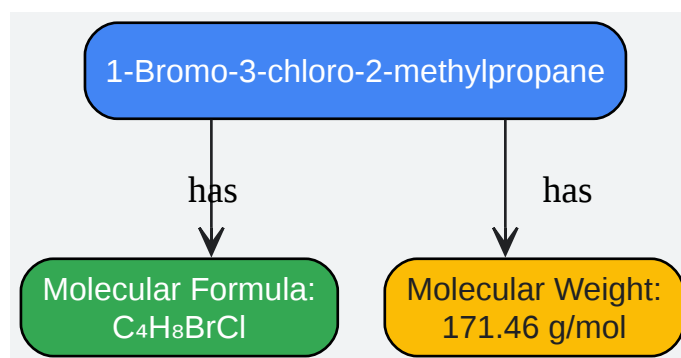 1-Bromo-3-chloro-2-methylpropane
has
has
Molecular Formula:
C₄H₈BrCl
Molecular Weight:
171.46 g/mol